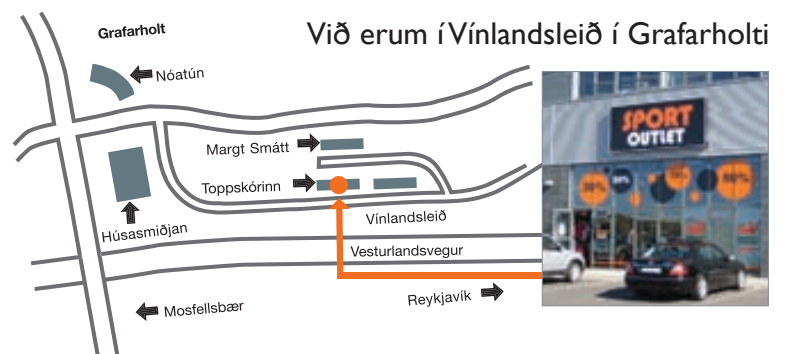 Við erum í Vínlandsleið í Grafarholti
Grafarholt
Nóatún
SPORT
OUTLET
Margt Smátt
Toppskórinn
Vínlandsleið
Húsasmiðjan
Vesturlandsvegur
Reykjavík
Mosfellsbær